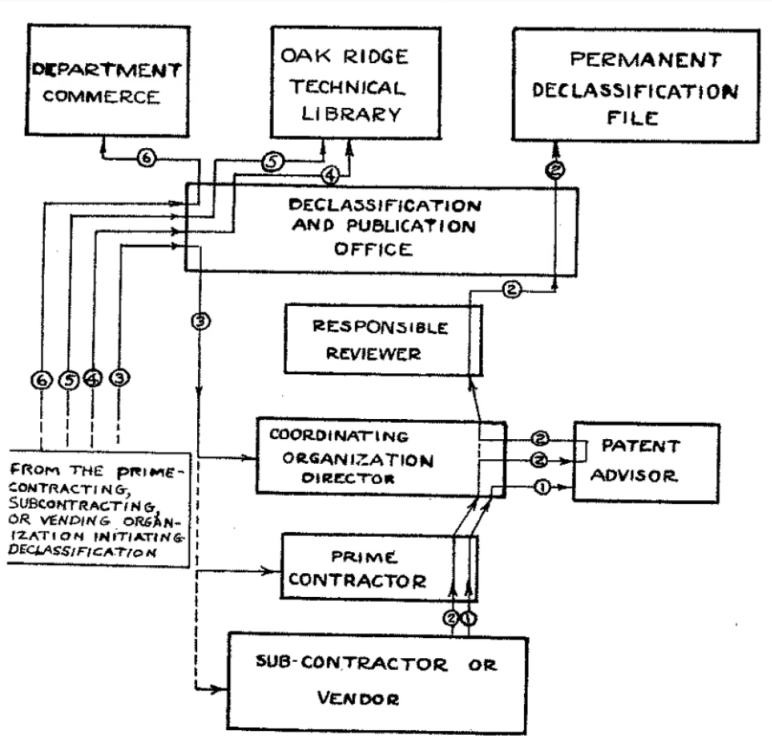 DEPARTMENT
COMMERCE
OAK RIDGE
TECHNICAL
LIBRARY
PERMANENT
DECLASSIFICATION
FILE
6
5
4
2
DECLASSIFICATION
AND PUBLICATION
OFFICE
2
3
RESPONSIBLE
REVIEWER
6
5
4
3
COORDINATING
ORGANIZATION
DIRECTOR
2
2
1
PATENT
ADVISOR
FROM THE PRIME-
CONTRACTING,
SUBCONTRACTING,
OR VENDING ORGAN-
IZATION INITIATING
DECLASSIFICATION
PRIME
CONTRACTOR
2
1
SUB-CONTRACTOR OR
VENDOR